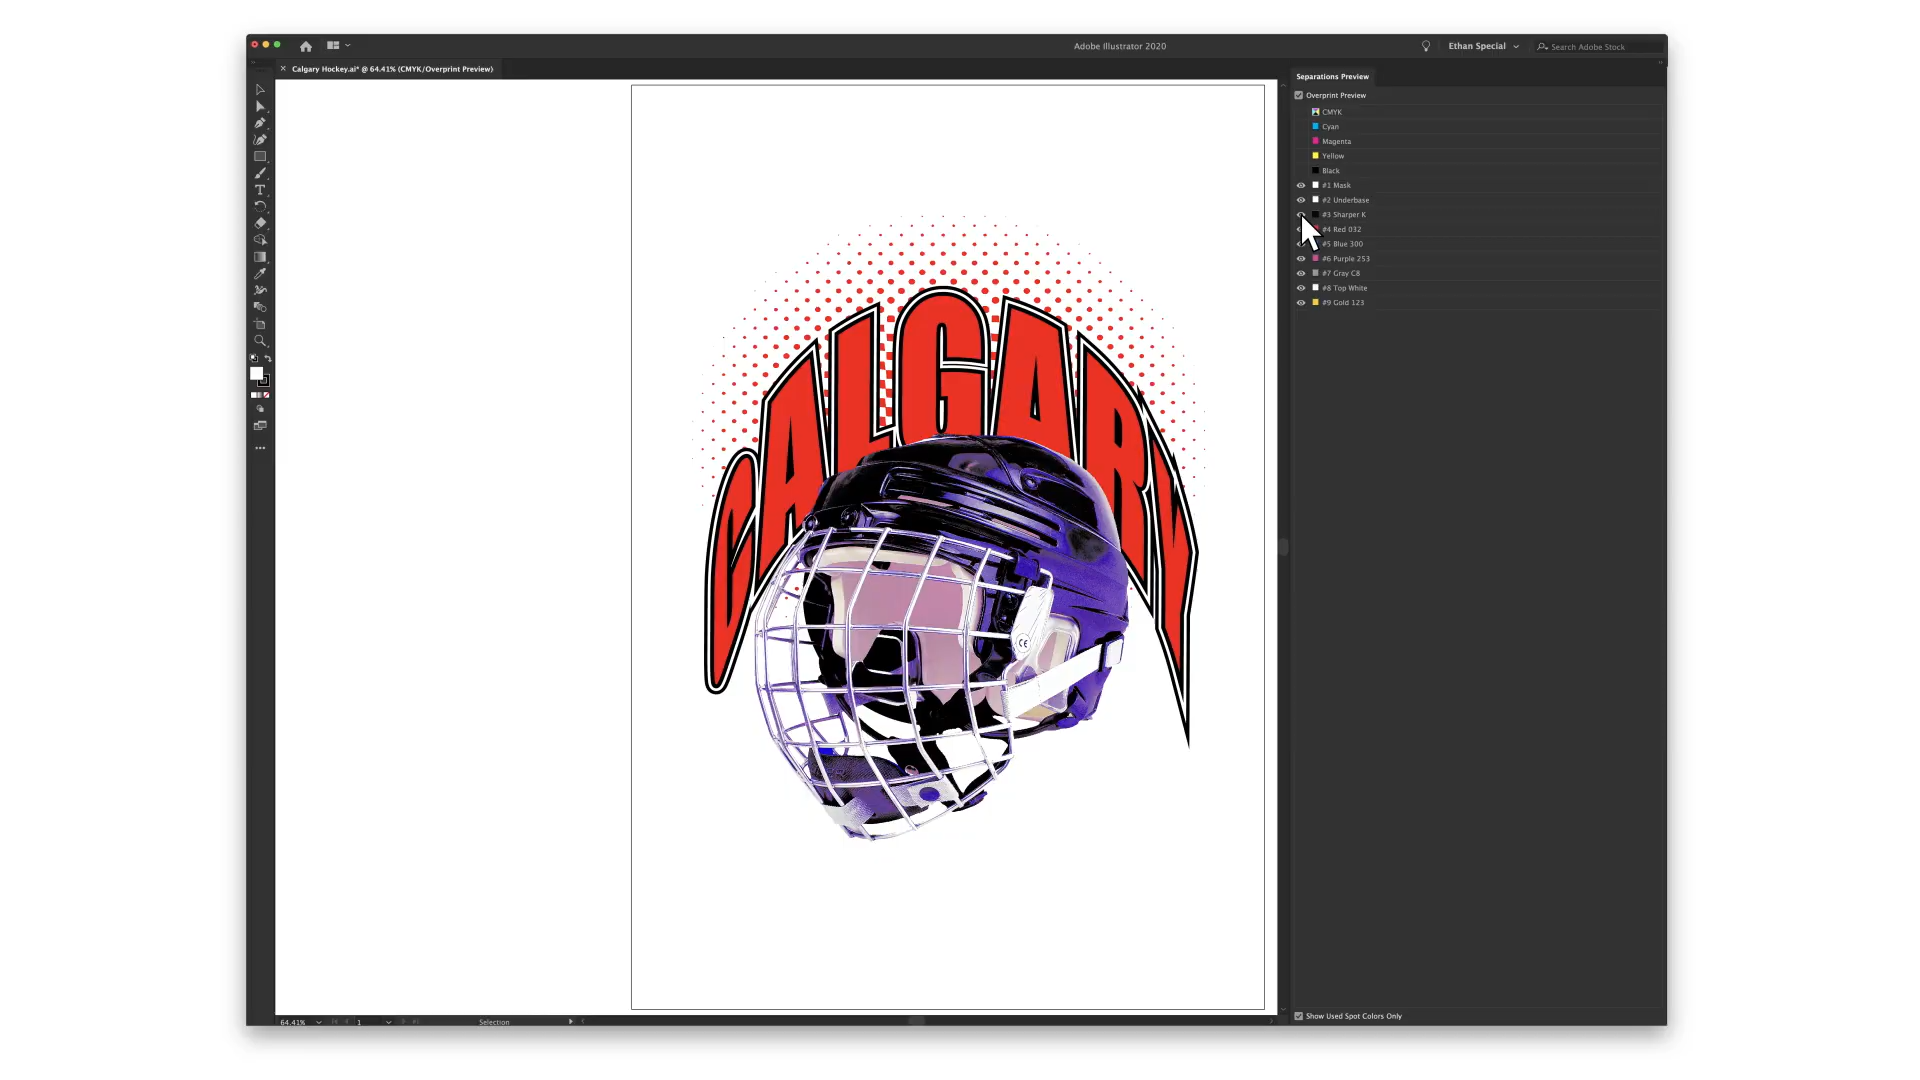 Adobe Illustrator 2020
Ethan Special
Search Adobe Stock
× Calgary Hockey.ai* @ 64.41% (CMYK/Overprint Preview)
Separations Preview
Overprint Preview
CMYK
Cyan
Magenta
Yellow
Black
#1 Mask
#2 Underbase
#3 Sharper K
#4 Red 032
#5 Blue 300
#6 Purple 253
#7 Gray C8
#8 Top White
#9 Gold 123
CALGARY
CE
64.41%
1
Selection
Show Used Spot Colors Only